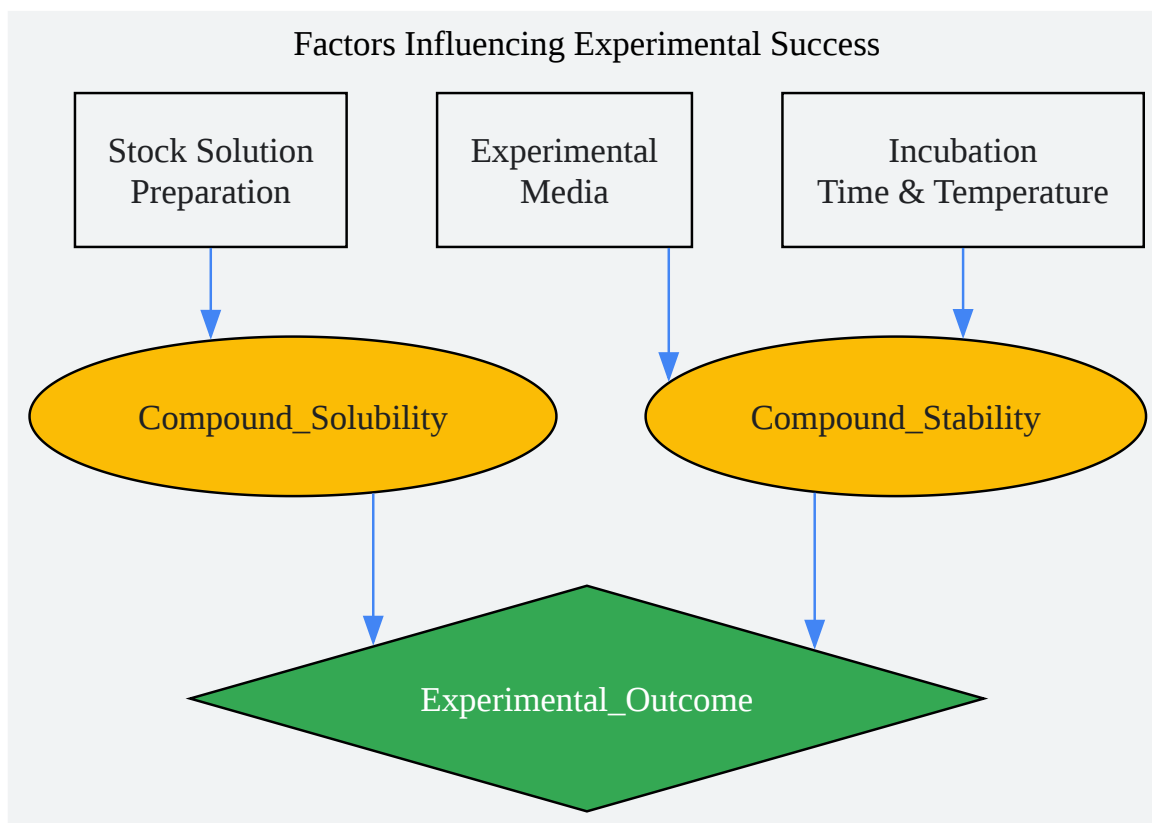 Factors Influencing Experimental Success
Stock Solution
Preparation
Experimental
Media
Incubation
Time & Temperature
Compound_Solubility
Compound_Stability
Experimental_Outcome